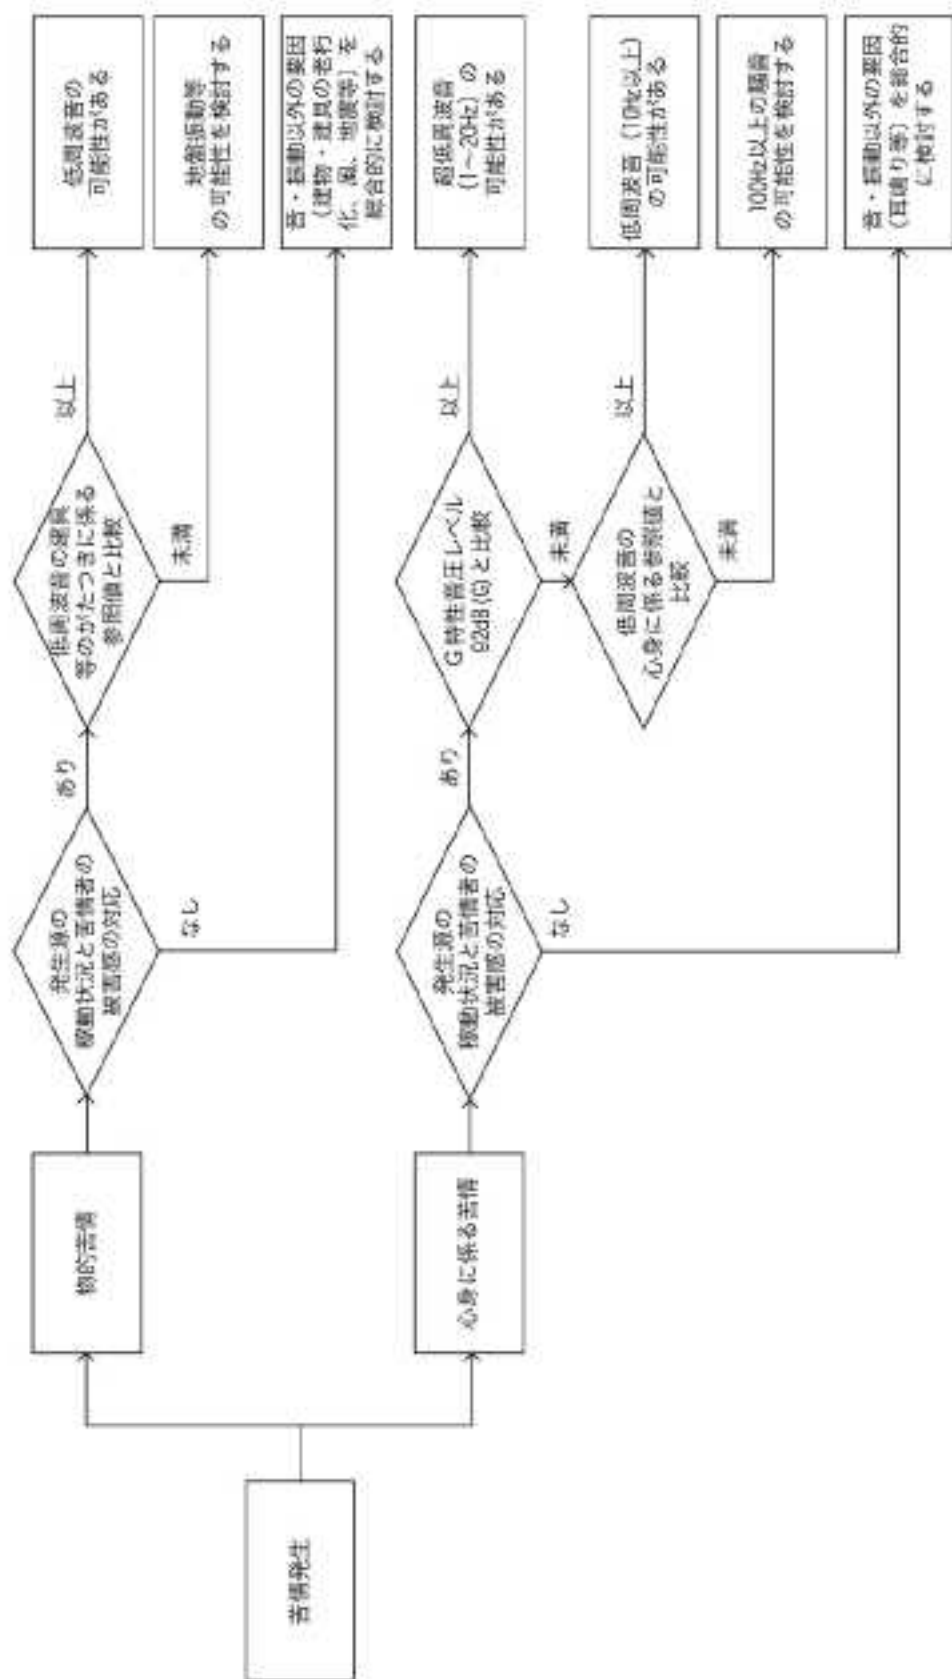 苦情発生
物的苦情
発生源の
稼動状況と苦情者の
被害感の対応
あり
なし
低周波音の建具
等のがたつきに係る
参照値と比較
以上
未満
低周波音の
可能性がある
地盤振動等
の可能性を検討する
音・振動以外の要因
(建物・建具の老朽
化、風、地震等)を
総合的に検討する
心身に係る苦情
発生源の
稼動状況と苦情者の
被害感の対応
あり
なし
G特性音圧レベル
92dB(G)と比較
以上
未満
超低周波音
(1~20Hz)の
可能性がある
低周波音の
心身に係る参照値と
比較
以上
未満
低周波音(10Hz以上)
の可能性がある
100Hz以上の騒音
の可能性を検討する
音・振動以外の要因
(耳鳴り等)を総合的
に検討する